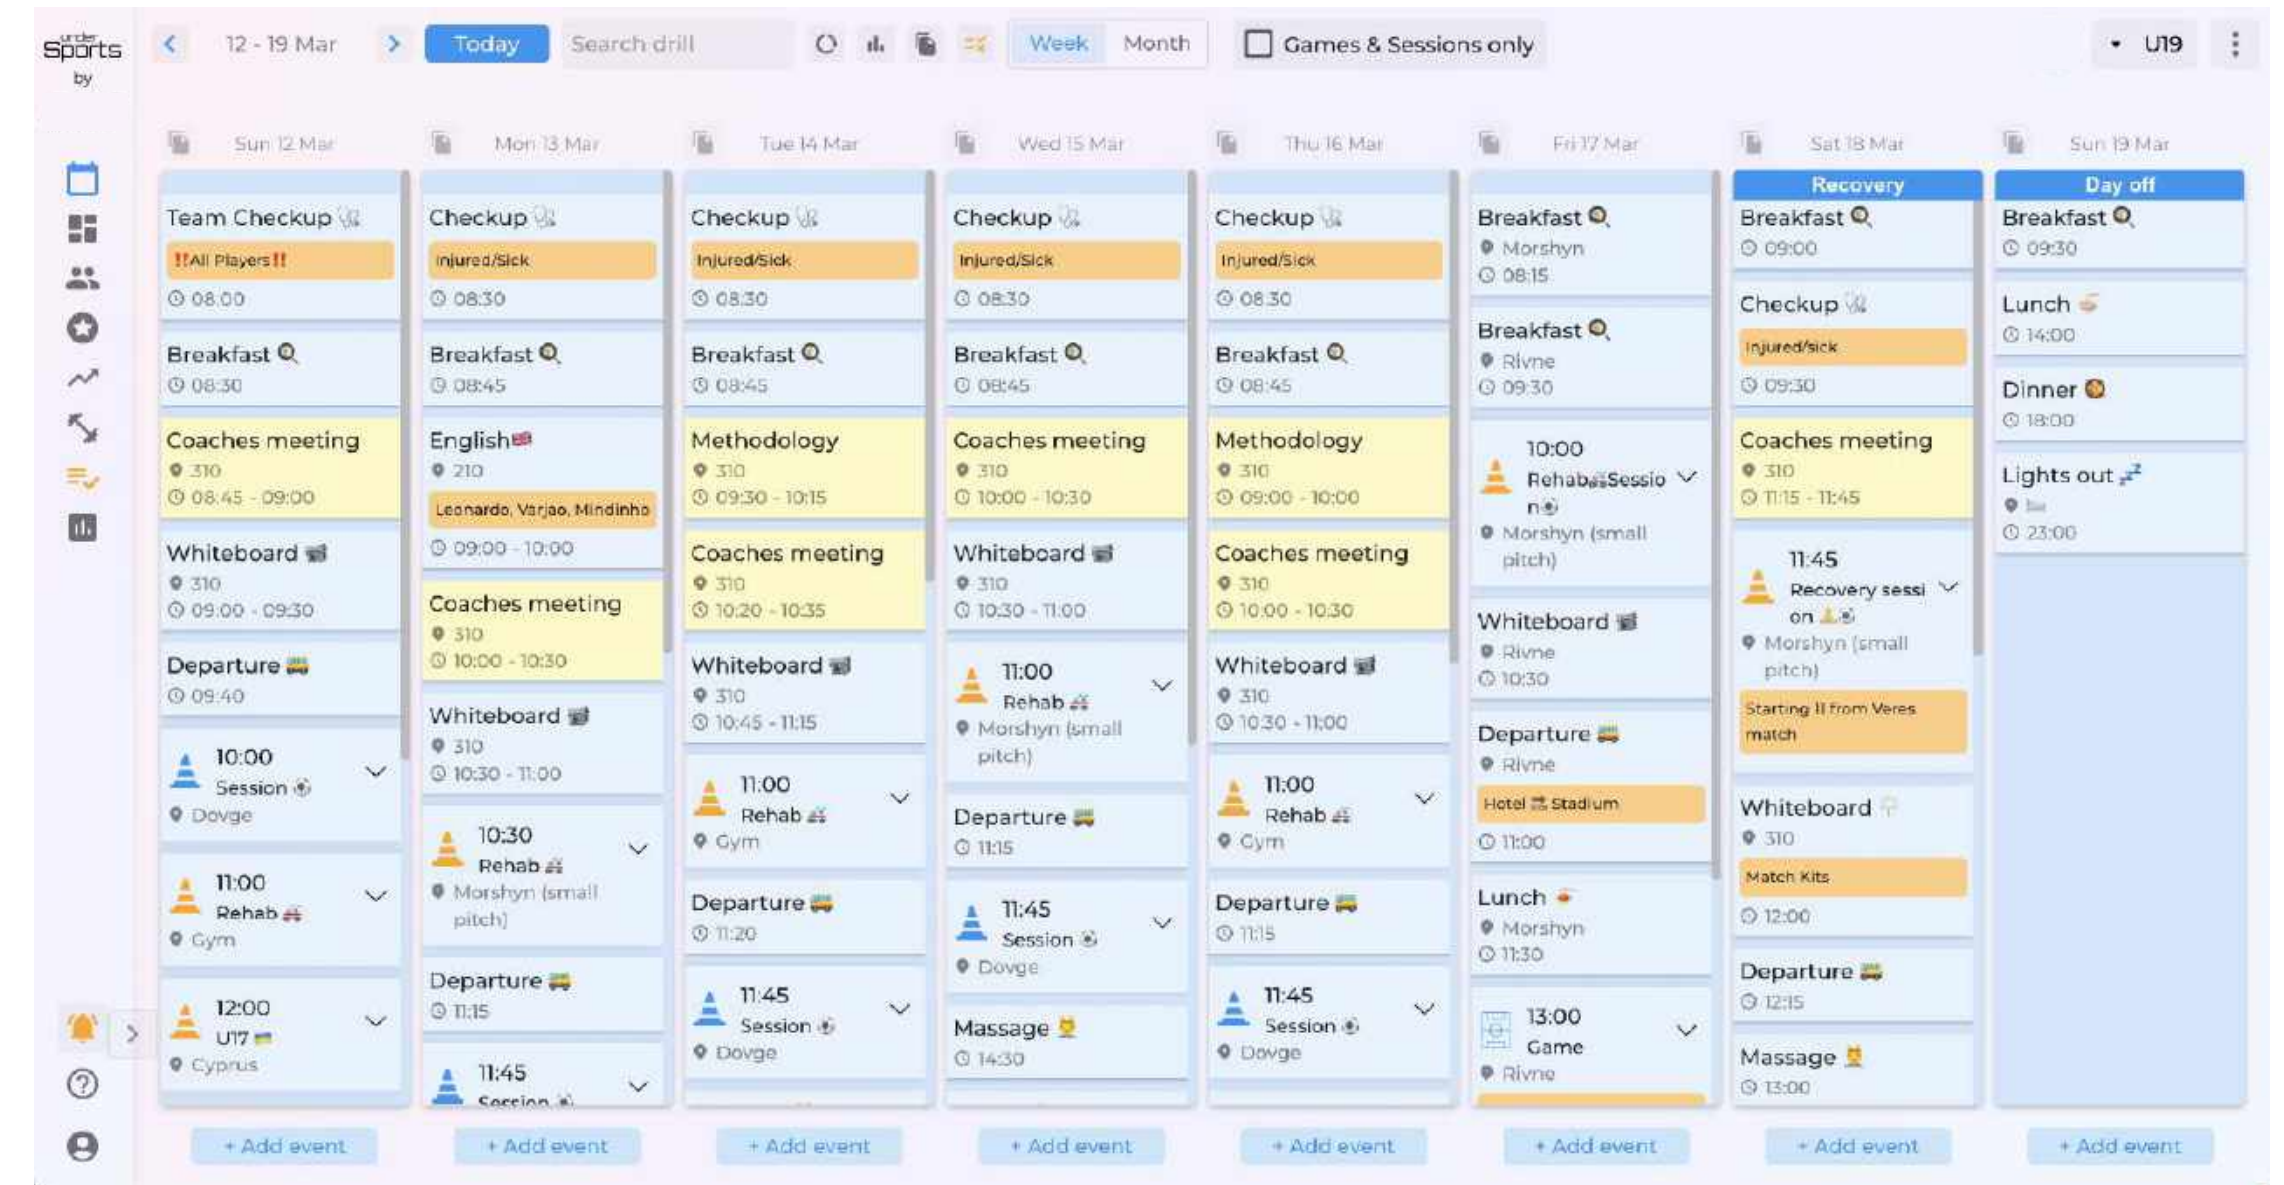 under
Sports
by
12 - 19 Mar
Today
Search drill
Week
Month
Games & Sessions only
U19
Sun 12 Mar
Mon 13 Mar
Tue 14 Mar
Wed 15 Mar
Thu 16 Mar
Fri 17 Mar
Sat 18 Mar
Sun 19 Mar
Team Checkup
!!All Players!!
08:00
Breakfast
08:30
Coaches meeting
310
08:45 - 09:00
Whiteboard
310
09:00 - 09:30
Departure
09:40
10:00
Session
Dovge
11:00
Rehab
Gym
12:00
U17
Cyprus
+ Add event
Checkup
Injured/Sick
08:30
Breakfast
08:45
English
210
Leonardo, Varjao, Mindinho
09:00 - 10:00
Coaches meeting
310
10:00 - 10:30
Whiteboard
310
10:30 - 11:00
10:30
Rehab
Morshyn (small
pitch)
Departure
11:15
11:45
Session
+ Add event
Checkup
Injured/Sick
08:30
Breakfast
08:45
Methodology
310
09:30 - 10:15
Coaches meeting
310
10:20 - 10:35
Whiteboard
310
10:45 - 11:15
11:00
Rehab
Gym
Departure
11:20
11:45
Session
Dovge
+ Add event
Checkup
Injured/Sick
08:30
Breakfast
08:45
Coaches meeting
310
10:00 - 10:30
Whiteboard
310
10:30 - 11:00
11:00
Rehab
Morshyn (small
pitch)
Departure
11:15
11:45
Session
Dovge
Massage
14:30
+ Add event
Checkup
Injured/Sick
08:30
Breakfast
08:45
Methodology
310
09:00 - 10:00
Coaches meeting
310
10:00 - 10:30
Whiteboard
310
10:30 - 11:00
11:00
Rehab
Gym
Departure
11:15
11:45
Session
Dovge
+ Add event
Breakfast
Morshyn
08:15
Breakfast
Rivne
09:30
10:00
Rehab Sessio
n
Morshyn (small
pitch)
Whiteboard
Rivne
10:30
Departure
Rivne
Hotel Stadium
11:00
Lunch
Morshyn
11:30
13:00
Game
Rivne
+ Add event
Recovery
Breakfast
09:00
Checkup
Injured/sick
09:30
Coaches meeting
310
11:15 - 11:45
11:45
Recovery sessi
on
Morshyn (small
pitch)
Starting 11 from Veres
match
Whiteboard
310
Match Kits
12:00
Departure
12:15
Massage
13:00
+ Add event
Day off
Breakfast
09:30
Lunch
14:00
Dinner
18:00
Lights out
23:00
+ Add event